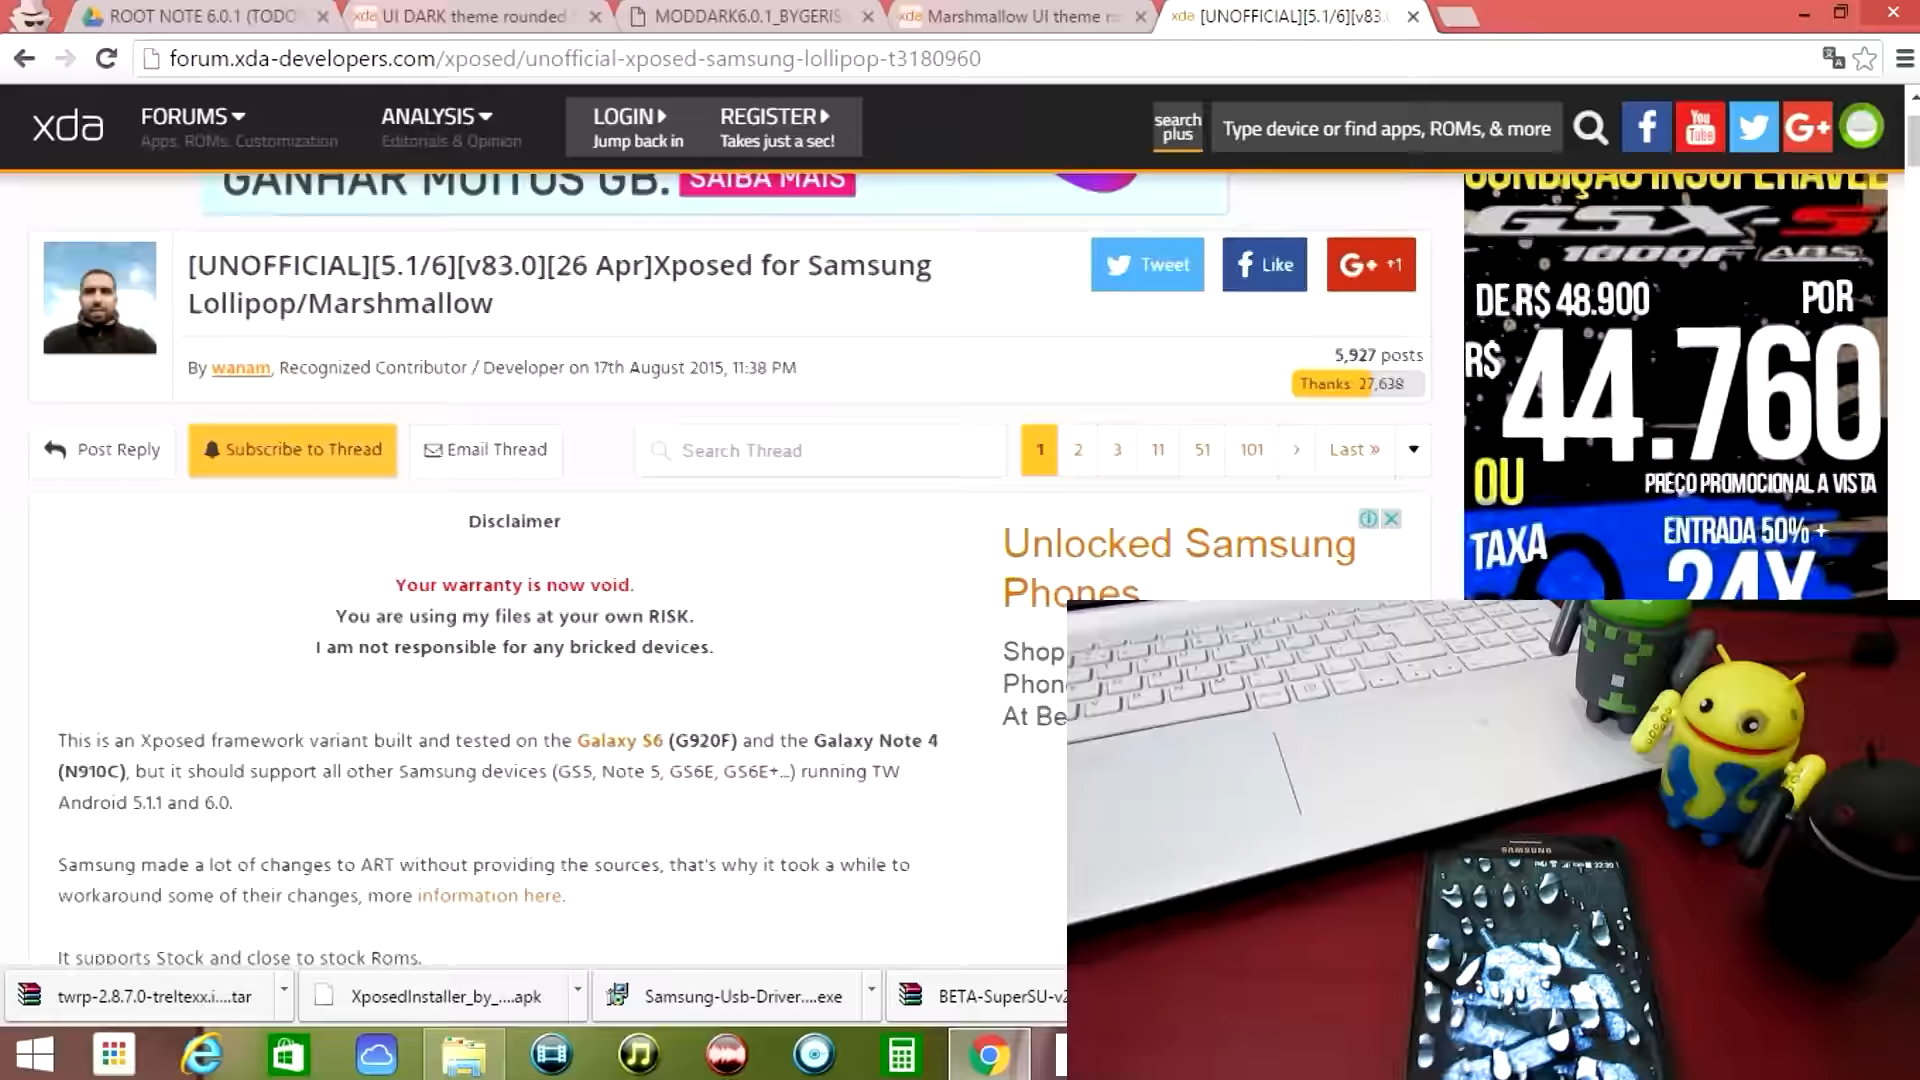 ROOT NOTE 6.0.1 (TODO
xda UI DARK theme rounded
MODDARK6.0.1_BYGERIS
xda Marshmallow UI theme
xda [UNOFFICIAL][5.1/6][v83.
forum.xda-developers.com/xposed/unofficial-xposed-samsung-lollipop-t3180960
xda
FORUMS
Apps, ROMs, Customization
ANALYSIS
Editorials & Opinion
LOGIN
Jump back in
REGISTER
Takes just a sec!
search plus
Type device or find apps, ROMs, & more
f
You Tube
G+
GANHAR MUITOS GB. SAIBA MAIS
CONDIÇÃO INSUPERÁVEL
GSX-S
1000F ABS
DE R$ 48.900 POR
R$ 44.760
OU PREÇO PROMOCIONAL A VISTA
TAXA ENTRADA 50% +
24X
[UNOFFICIAL][5.1/6][v83.0][26 Apr]Xposed for Samsung
Lollipop/Marshmallow
Tweet
f Like
G+ +1
By wanam, Recognized Contributor / Developer on 17th August 2015, 11:38 PM
5,927 posts
Thanks: 27,638
Post Reply
Subscribe to Thread
Email Thread
Search Thread
1 2 3 11 51 101 > Last »
Disclaimer
Your warranty is now void.
You are using my files at your own RISK.
I am not responsible for any bricked devices.
Unlocked Samsung
Phones
Shop
Phon
At Be
This is an Xposed framework variant built and tested on the Galaxy S6 (G920F) and the Galaxy Note 4
(N910C), but it should support all other Samsung devices (GS5, Note 5, GS6E, GS6E+...) running TW
Android 5.1.1 and 6.0.
Samsung made a lot of changes to ART without providing the sources, that's why it took a while to
workaround some of their changes, more information here.
It supports Stock and close to stock Roms.
SAMSUNG
twrp-2.8.7.0-treltexx.i....tar
XposedInstaller_by_....apk
Samsung-Usb-Driver....exe
BETA-SuperSU-v2